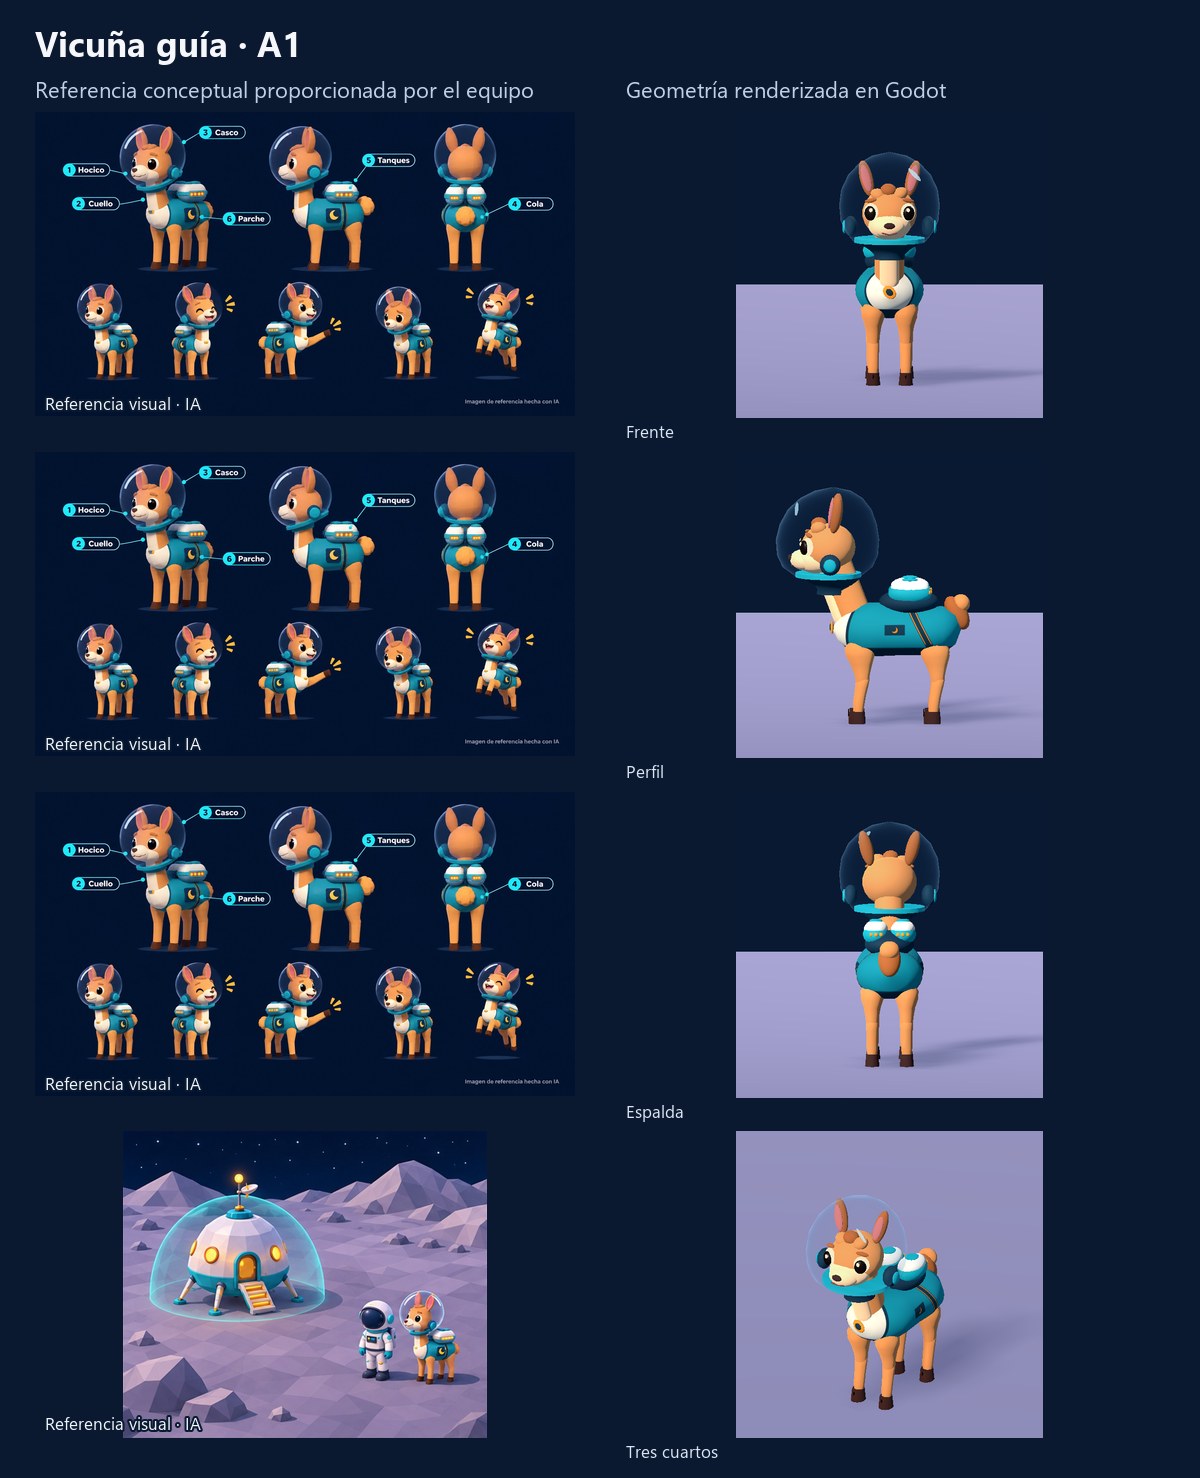 Vicuña guía · A1
Referencia conceptual proporcionada por el equipo
Geometría renderizada en Godot
3 Casco
1 Hocico
5 Tanques
2 Cuello
4 Cola
6 Parche
Referencia visual · IA
Imagen de referencia hecha con IA
Frente
3 Casco
1 Hocico
5 Tanques
2 Cuello
4 Cola
6 Parche
Referencia visual · IA
Imagen de referencia hecha con IA
Perfil
3 Casco
1 Hocico
5 Tanques
2 Cuello
4 Cola
6 Parche
Referencia visual · IA
Imagen de referencia hecha con IA
Espalda
Referencia visual · IA
Tres cuartos